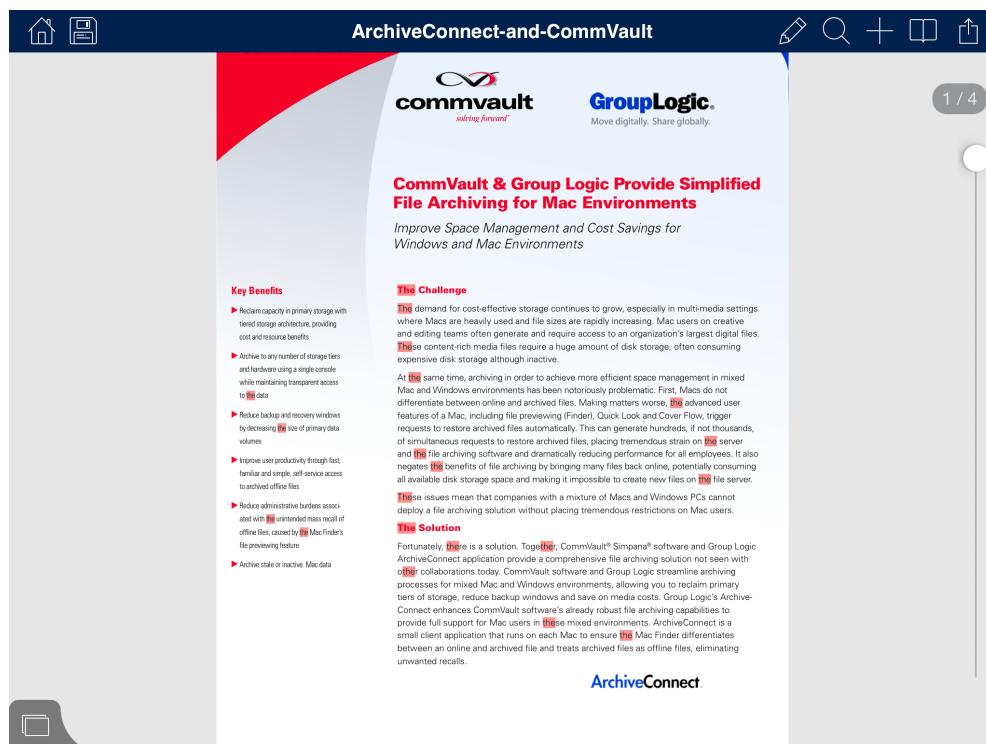 ArchiveConnect-and-CommVault
1 / 4
commvault
solving forward™
GroupLogic®
Move digitally. Share globally.
CommVault & Group Logic Provide Simplified
File Archiving for Mac Environments
Improve Space Management and Cost Savings for
Windows and Mac Environments
Key Benefits
Reclaim capacity in primary storage with
tiered storage architecture, providing
cost and resource benefits
Archive to any number of storage tiers
and hardware using a single console
while maintaining transparent access
to the data
Reduce backup and recovery windows
by decreasing the size of primary data
volumes
Improve user productivity through fast,
familiar and simple, self-service access
to archived offline files
Reduce administrative burdens associ-
ated with the unintended mass recall of
offline files, caused by the Mac Finder's
file previewing feature
Archive stale or inactive Mac data
The Challenge
The demand for cost-effective storage continues to grow, especially in multi-media settings
where Macs are heavily used and file sizes are rapidly increasing. Mac users on creative
and editing teams often generate and require access to an organization's largest digital files.
These content-rich media files require a huge amount of disk storage, often consuming
expensive disk storage although inactive.
At the same time, archiving in order to achieve more efficient space management in mixed
Mac and Windows environments has been notoriously problematic. First, Macs do not
differentiate between online and archived files. Making matters worse, the advanced user
features of a Mac, including file previewing (Finder), Quick Look and Cover Flow, trigger
requests to restore archived files automatically. This can generate hundreds, if not thousands,
of simultaneous requests to restore archived files, placing tremendous strain on the server
and the file archiving software and dramatically reducing performance for all employees. It also
negates the benefits of file archiving by bringing many files back online, potentially consuming
all available disk storage space and making it impossible to create new files on the file server.
These issues mean that companies with a mixture of Macs and Windows PCs cannot
deploy a file archiving solution without placing tremendous restrictions on Mac users.
The Solution
Fortunately, there is a solution. Together, CommVault® Simpana® software and Group Logic
ArchiveConnect application provide a comprehensive file archiving solution not seen with
other collaborations today. CommVault software and Group Logic streamline archiving
processes for mixed Mac and Windows environments, allowing you to reclaim primary
tiers of storage, reduce backup windows and save on media costs. Group Logic's Archive-
Connect enhances CommVault software's already robust file archiving capabilities to
provide full support for Mac users in these mixed environments. ArchiveConnect is a
small client application that runs on each Mac to ensure the Mac Finder differentiates
between an online and archived file and treats archived files as offline files, eliminating
unwanted recalls.
ArchiveConnect